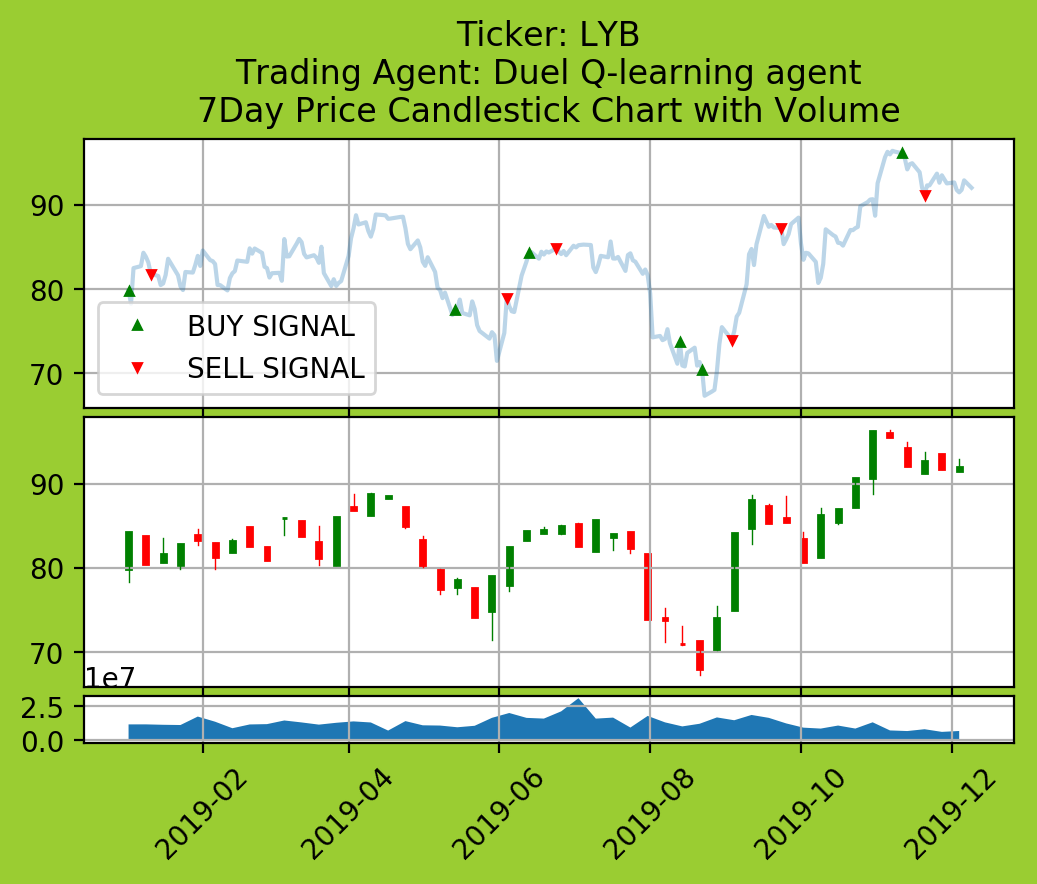 Ticker: LYB
Trading Agent: Duel Q-learning agent
7Day Price Candlestick Chart with Volume
90
80
70
BUY SIGNAL
SELL SIGNAL
90
80
70
1e7
2.5
0.0
2019-02
2019-04
2019-06
2019-08
2019-10
2019-12